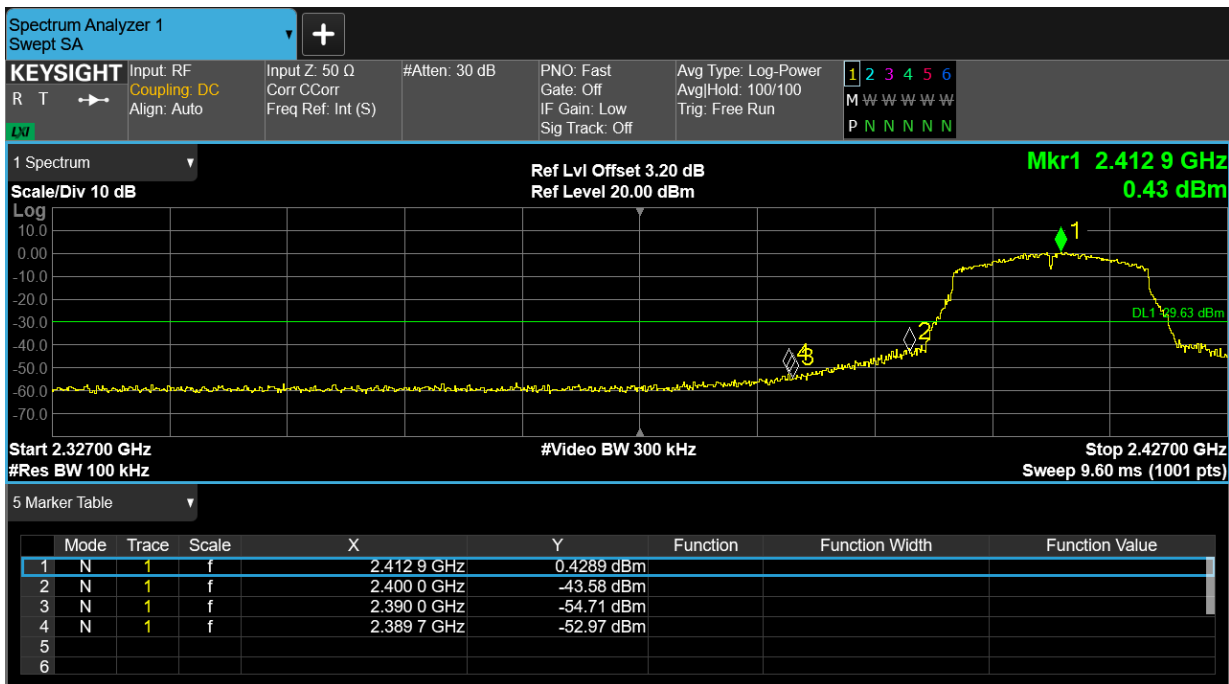 Spectrum Analyzer 1
Swept SA
KEYSIGHT
R T
LXI
Input: RF
Coupling: DC
Align: Auto
Input Z: 50 Ω
Corr CCorr
Freq Ref: Int (S)
#Atten: 30 dB
PNO: Fast
Gate: Off
IF Gain: Low
Sig Track: Off
Avg Type: Log-Power
Avg|Hold: 100/100
Trig: Free Run
1 2 3 4 5 6
M W W W W W
P N N N N N
1 Spectrum
Scale/Div 10 dB
Ref Lvl Offset 3.20 dB
Ref Level 20.00 dBm
Mkr1 2.412 9 GHz
0.43 dBm
Log
10.0
0.00
-10.0
-20.0
-30.0
-40.0
-50.0
-60.0
-70.0
1
2
4
3
DL1 -29.63 dBm
Start 2.32700 GHz
#Res BW 100 kHz
#Video BW 300 kHz
Stop 2.42700 GHz
Sweep 9.60 ms (1001 pts)
5 Marker Table
Mode Trace Scale X Y Function Function Width Function Value
1 N 1 f 2.412 9 GHz 0.4289 dBm
2 N 1 f 2.400 0 GHz -43.58 dBm
3 N 1 f 2.390 0 GHz -54.71 dBm
4 N 1 f 2.389 7 GHz -52.97 dBm
5
6